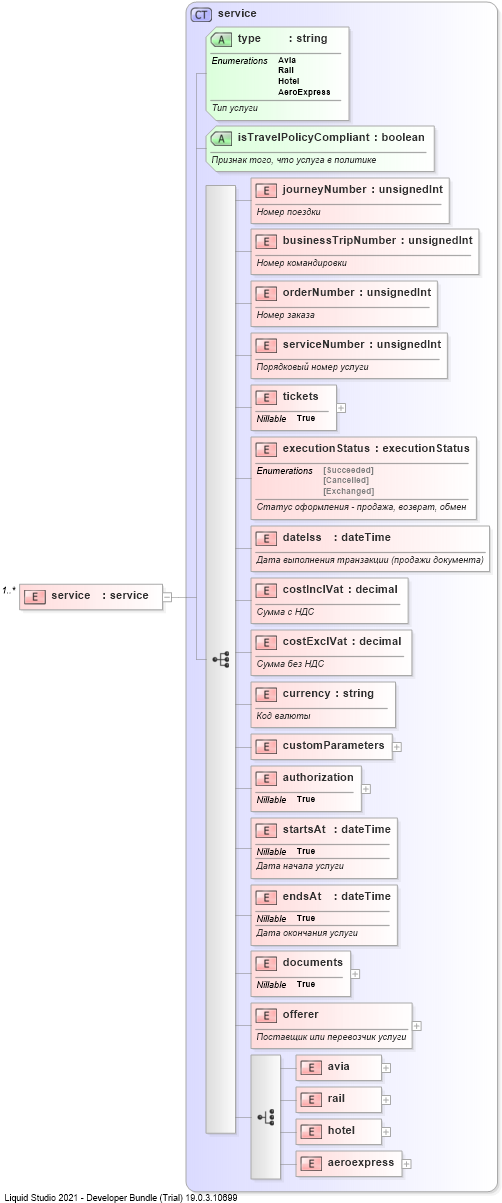 CT service
A type : string
Enumerations Avia
Rail
Hotel
AeroExpress
Тип услуги
A isTravelPolicyCompliant : boolean
Признак того, что услуга в политике
E journeyNumber : unsignedInt
Номер поездки
E businessTripNumber : unsignedInt
Номер командировки
E orderNumber : unsignedInt
Номер заказа
E serviceNumber : unsignedInt
Порядковый номер услуги
E tickets
Nillable True
E executionStatus : executionStatus
Enumerations [Succeeded]
[Cancelled]
[Exchanged]
Статус оформления - продажа, возврат, обмен
E dateIss : dateTime
Дата выполнения транзакции (продажи документа)
1..* E service : service
E costInclVat : decimal
Сумма с НДС
E costExclVat : decimal
Сумма без НДС
E currency : string
Код валюты
E customParameters
E authorization
Nillable True
E startsAt : dateTime
Nillable True
Дата начала услуги
E endsAt : dateTime
Nillable True
Дата окончания услуги
E documents
Nillable True
E offerer
Поставщик или перевозчик услуги
E avia
E rail
E hotel
E aeroexpress
Liquid Studio 2021 - Developer Bundle (Trial) 19.0.3.10699